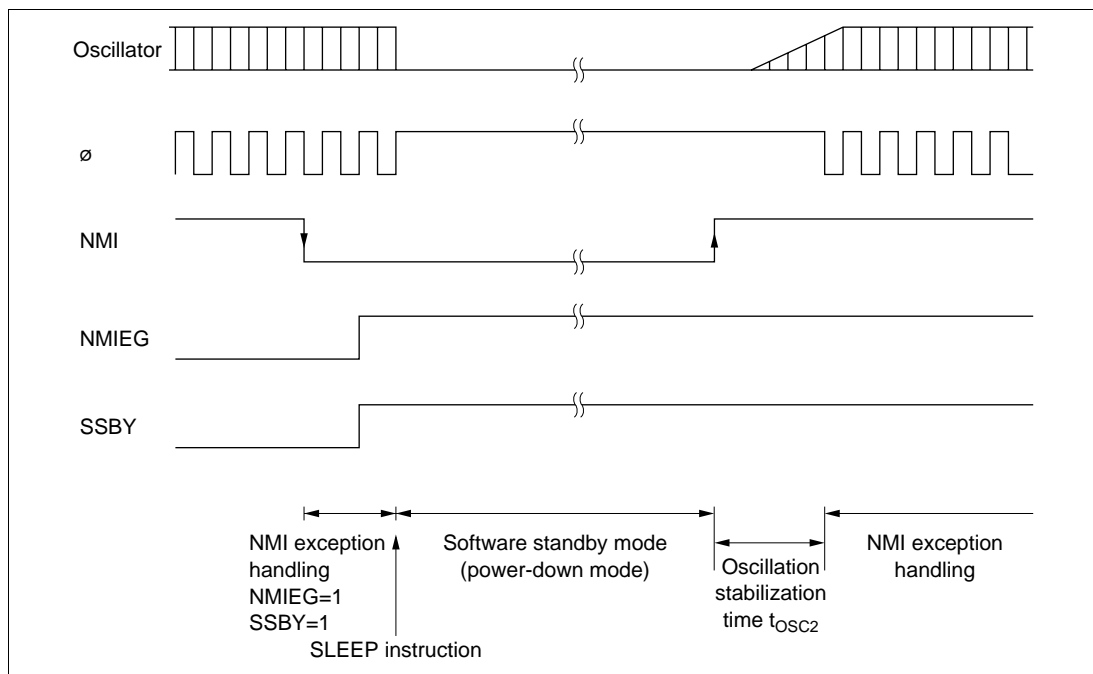 Oscillator
ø
NMI
NMIEG
SSBY
NMI exception
handling
NMIEG=1
SSBY=1
SLEEP instruction
Software standby mode
(power-down mode)
Oscillation
stabilization
time tOSC2
NMI exception
handling